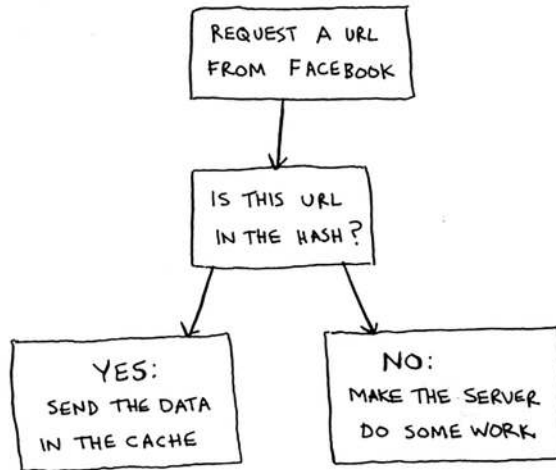 REQUEST A URL
FROM FACEBOOK
IS THIS URL
IN THE HASH?
YES:
SEND THE DATA
IN THE CACHE
NO:
MAKE THE SERVER
DO SOME WORK